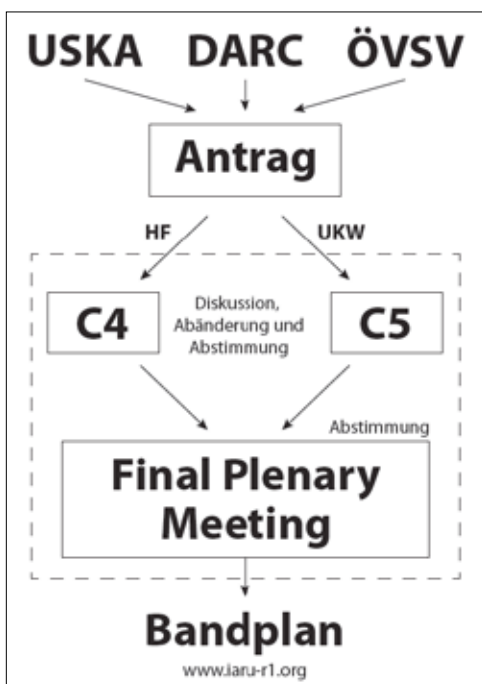 USKA DARC ÖVSV
Antrag
HF UKW
C4
Diskussion,
Abänderung und
Abstimmung
C5
Abstimmung
Final Plenary
Meeting
Bandplan
www.iaru-r1.org